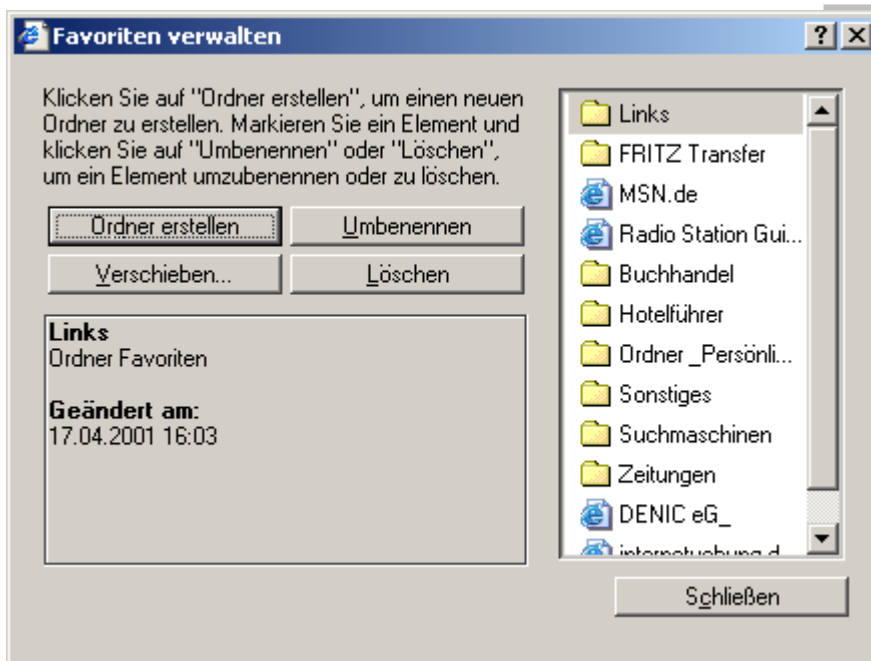 Favoriten verwalten
Klicken Sie auf "Ordner erstellen", um einen neuen
Ordner zu erstellen. Markieren Sie ein Element und
klicken Sie auf "Umbenennen" oder "Löschen",
um ein Element umzubenennen oder zu löschen.
Ordner erstellen
Umbenennen
Verschieben...
Löschen
Links
Ordner Favoriten
Geändert am:
17.04.2001 16:03
Links
FRITZ Transfer
MSN.de
Radio Station Gui...
Buchhandel
Hotelführer
Ordner _Persönli...
Sonstiges
Suchmaschinen
Zeitungen
DENIC eG_
Schließen